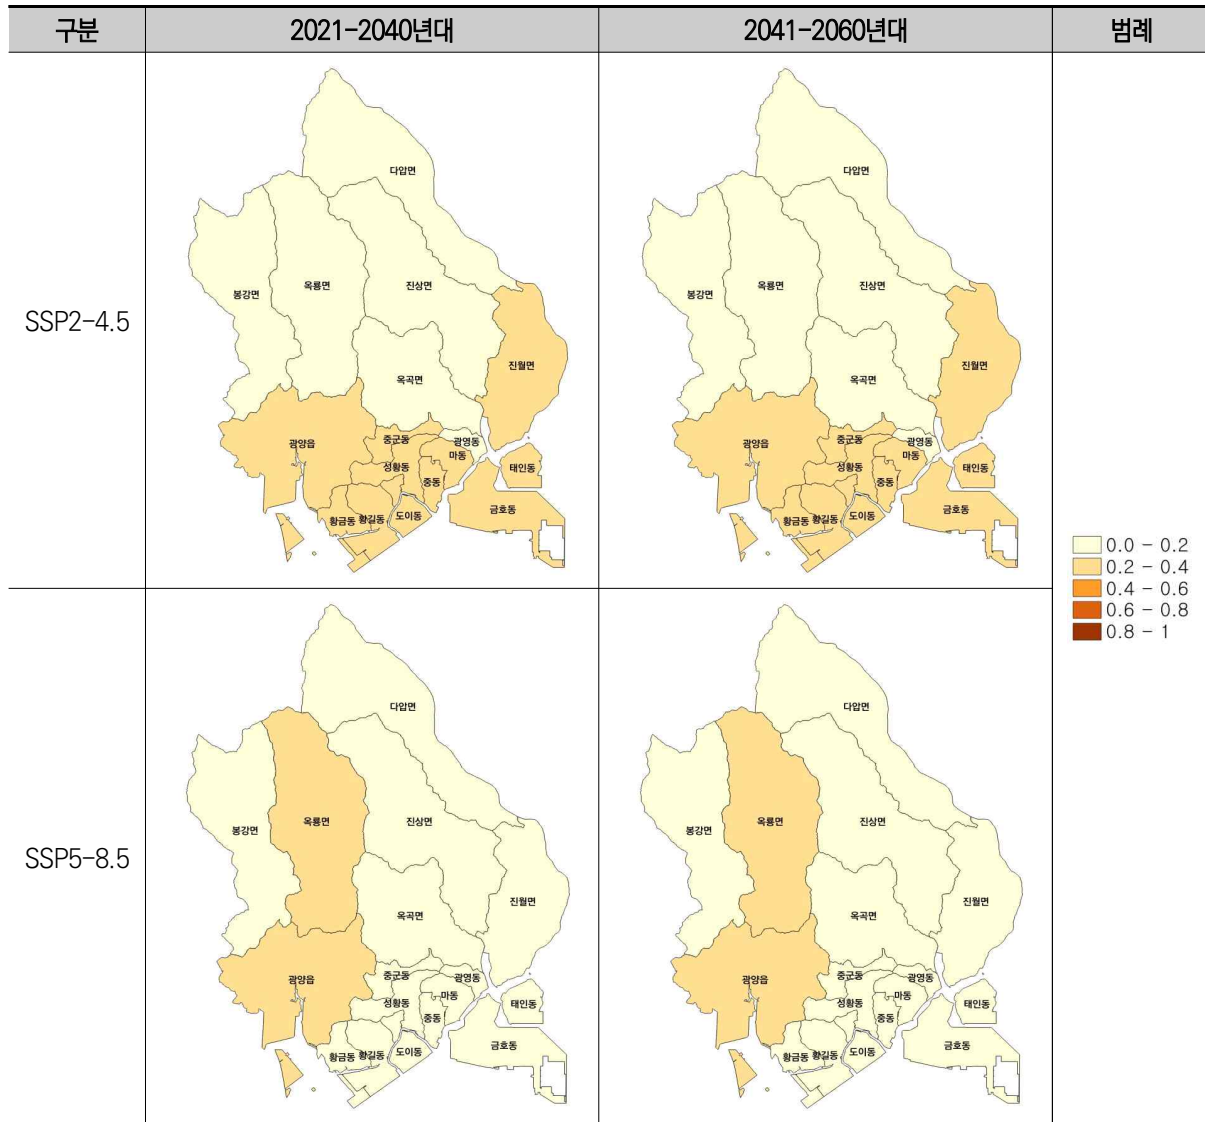 구분 2021-2040년대 2041-2060년대 범례
SSP2-4.5
다압면
봉강면
옥룡면
진상면
진월면
옥곡면
광양읍
중군동
광영동
마동
성황동
중동
태인동
금호동
황금동
황길동
도이동
다압면
봉강면
옥룡면
진상면
진월면
옥곡면
광양읍
중군동
광영동
마동
성황동
중동
태인동
금호동
황금동
황길동
도이동
0.0 - 0.2
0.2 - 0.4
0.4 - 0.6
0.6 - 0.8
0.8 - 1
SSP5-8.5
다압면
봉강면
옥룡면
진상면
진월면
옥곡면
광양읍
중군동
광영동
마동
성황동
중동
태인동
금호동
황금동
황길동
도이동
다압면
봉강면
옥룡면
진상면
진월면
옥곡면
광양읍
중군동
광영동
마동
성황동
중동
태인동
금호동
황금동
황길동
도이동